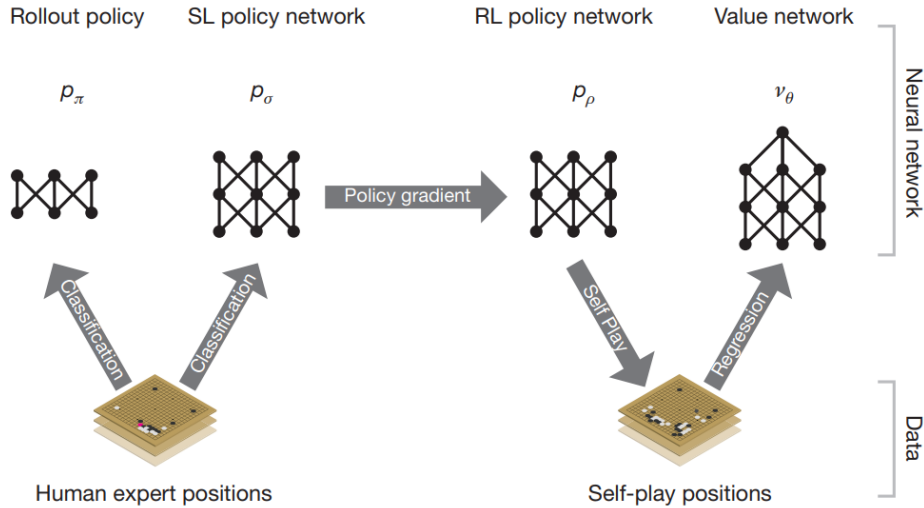 Rollout policy
SL policy network
RL policy network
Value network
pπ
pσ
pρ
νθ
Neural network
Policy gradient
Classification
Classification
Self Play
Regression
Data
Human expert positions
Self-play positions